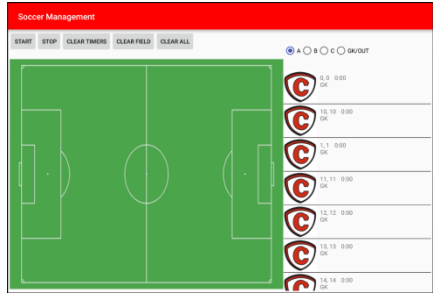 Soccer Management
START STOP CLEAR TIMERS CLEAR FIELD CLEAR ALL
A B C GK/OUT
C 0, 0 0:00
GK
C 10, 10 0:00
GK
C 1, 1 0:00
GK
C 11, 11 0:00
GK
C 12, 12 0:00
GK
C 13, 13 0:00
GK
C 14, 14 0:00
GK